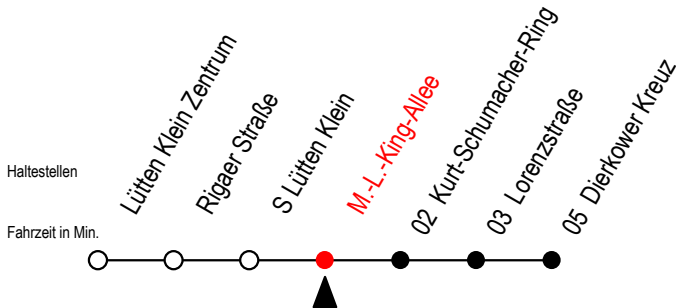 Haltestellen
Fahrzeit in Min.
Lütten Klein Zentrum
Rigaer Straße
S Lütten Klein
M.-L.-King-Allee
02 Kurt-Schumacher-Ring
03 Lorenzstraße
05 Dierkower Kreuz